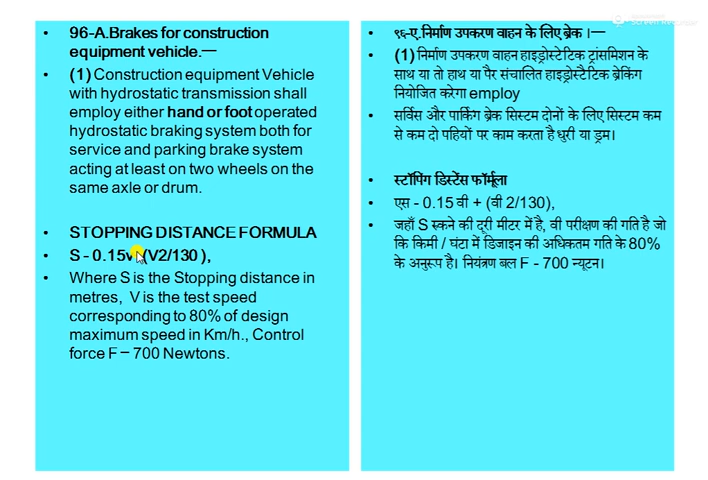 96-A.Brakes for construction
equipment vehicle.—
(1) Construction equipment Vehicle
with hydrostatic transmission shall
employ either hand or foot operated
hydrostatic braking system both for
service and parking brake system
acting at least on two wheels on the
same axle or drum.
STOPPING DISTANCE FORMULA
S - 0.15v (V2/130 ),
Where S is the Stopping distance in
metres, V is the test speed
corresponding to 80% of design
maximum speed in Km/h., Control
force F – 700 Newtons.
९६-ए.निर्माण उपकरण वाहन के लिए ब्रेक ।—
(1) निर्माण उपकरण वाहन हाइड्रोस्टेटिक ट्रांसमिशन के
साथ या तो हाथ या पैर संचालित हाइड्रोस्टैटिक ब्रेकिंग
नियोजित करेगा employ
सर्विस और पार्किंग ब्रेक सिस्टम दोनों के लिए सिस्टम कम
से कम दो पहियों पर काम करता है धुरी या ड्रम।
स्टॉपिंग डिस्टेंस फॉर्मूला
एस - 0.15 वी + (वी 2/130),
जहाँ S रुकने की दूरी मीटर में है, वी परीक्षण की गति है जो
कि किमी / घंटा में डिजाइन की अधिकतम गति के 80%
के अनुरूप है। नियंत्रण बल F - 700 न्यूटन।